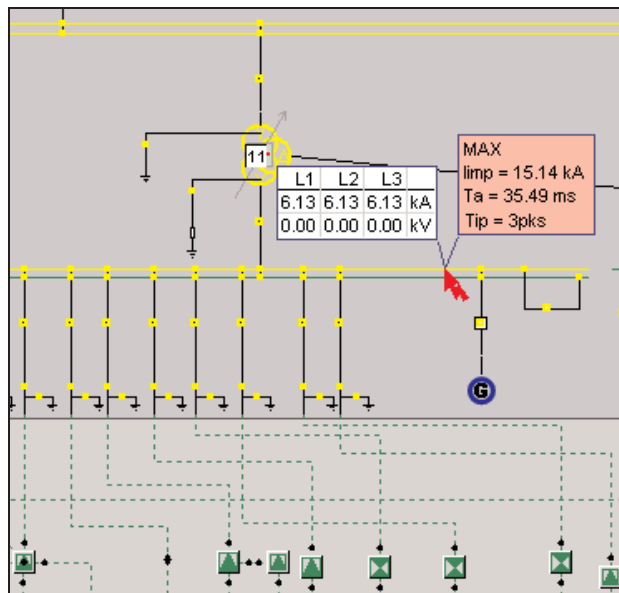 11
L1 L2 L3
6.13 6.13 6.13 kA
0.00 0.00 0.00 kV
MAX
Iimp = 15.14 kA
Ta = 35.49 ms
Tip = 3pks
G